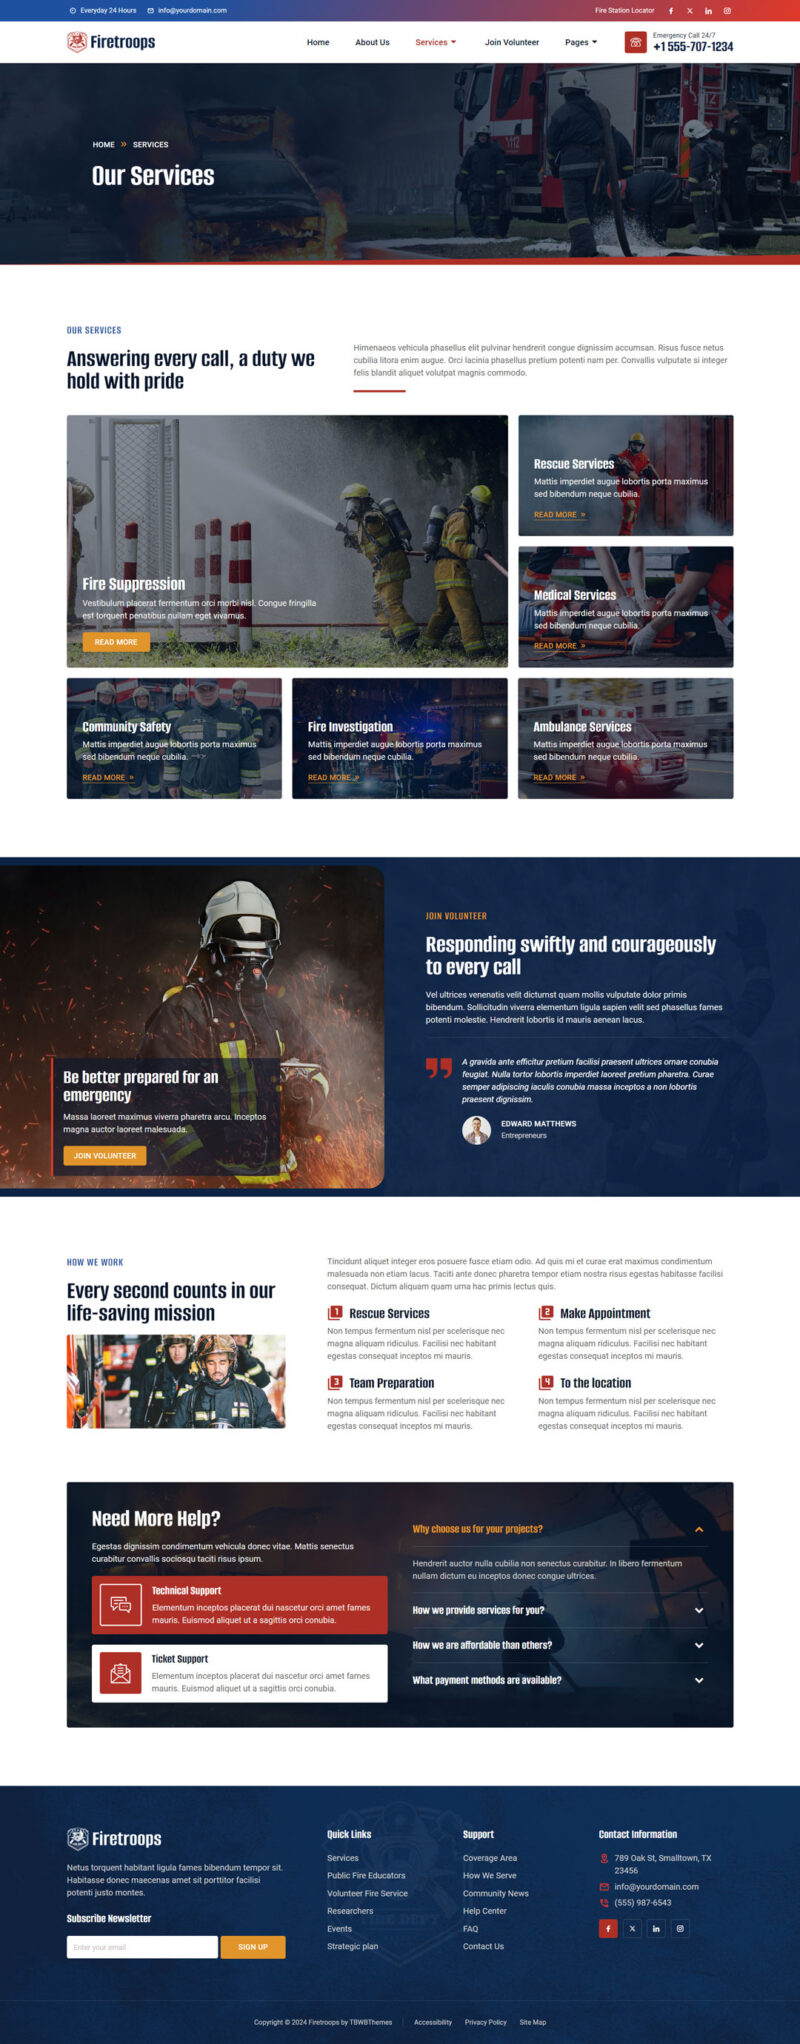 Everyday 24 Hours
info@yourdomain.com
Fire Station Locator
Firetroops
Home
About Us
Services
Join Volunteer
Pages
Emergency Call 24/7
+1 555-707-1234
HOME » SERVICES
Our Services
OUR SERVICES
Answering every call, a duty we
hold with pride
Himenaeos vehicula phasellus elit pulvinar hendrerit congue dignissim accumsan. Risus fusce netus
cubilia litora enim augue. Orci lacinia phasellus pretium potenti nam per. Convallis vulputate si integer
felis blandit aliquet volutpat magnis commodo.
Fire Suppression
Vestibulum placerat fermentum orci morbi nisl. Congue fringilla
est torquent penatibus nullam eget vivamus.
READ MORE
Rescue Services
Mattis imperdiet augue lobortis porta maximus
sed bibendum neque cubilia.
READ MORE »
Medical Services
Mattis imperdiet augue lobortis porta maximus
sed bibendum neque cubilia.
READ MORE »
Community Safety
Mattis imperdiet augue lobortis porta maximus
sed bibendum neque cubilia.
READ MORE »
Fire Investigation
Mattis imperdiet augue lobortis porta maximus
sed bibendum neque cubilia.
READ MORE »
Ambulance Services
Mattis imperdiet augue lobortis porta maximus
sed bibendum neque cubilia.
READ MORE »
Be better prepared for an
emergency
Massa laoreet maximus viverra pharetra arcu. Inceptos
magna auctor laoreet malesuada.
JOIN VOLUNTEER
JOIN VOLUNTEER
Responding swiftly and courageously
to every call
Vel ultrices venenatis velit dictumst quam mollis vulputate dolor primis
bibendum. Sollicitudin viverra elementum ligula sapien velit sed phasellus fames
potenti molestie. Hendrerit lobortis id mauris aenean lacus.
A gravida ante efficitur pretium facilisi praesent ultrices ornare conubia
feugiat. Nulla tortor lobortis imperdiet laoreet pretium pharetra. Curae
semper adipiscing iaculis conubia massa inceptos a non lobortis
praesent dignissim.
EDWARD MATTHEWS
Entrepreneurs
HOW WE WORK
Every second counts in our
life-saving mission
Tincidunt aliquet integer eros posuere fusce etiam odio. Ad quis mi et curae erat maximus condimentum
malesuada non etiam lacus. Taciti ante donec pharetra tempor etiam nostra risus egestas habitasse facilisi
consequat. Dictum aliquam quam urna hac primis lectus quis.
1 Rescue Services
Non tempus fermentum nisl per scelerisque nec
magna aliquam ridiculus. Facilisi nec habitant
egestas consequat inceptos mi mauris.
2 Make Appointment
Non tempus fermentum nisl per scelerisque nec
magna aliquam ridiculus. Facilisi nec habitant
egestas consequat inceptos mi mauris.
3 Team Preparation
Non tempus fermentum nisl per scelerisque nec
magna aliquam ridiculus. Facilisi nec habitant
egestas consequat inceptos mi mauris.
4 To the location
Non tempus fermentum nisl per scelerisque nec
magna aliquam ridiculus. Facilisi nec habitant
egestas consequat inceptos mi mauris.
Need More Help?
Egestas dignissim condimentum vehicula donec vitae. Mattis senectus
curabitur convallis sociosqu taciti risus ipsum.
Technical Support
Elementum inceptos placerat dui nascetur orci amet fames
mauris. Euismod aliquet ut a sagittis orci conubia.
Ticket Support
Elementum inceptos placerat dui nascetur orci amet fames
mauris. Euismod aliquet ut a sagittis orci conubia.
Why choose us for your projects?
Hendrerit auctor nulla cubilia non senectus curabitur. In libero fermentum
nullam dictum eu inceptos donec congue ultrices.
How we provide services for you?
How we are affordable than others?
What payment methods are available?
Firetroops
Netus torquent habitant ligula fames bibendum tempor sit.
Habitasse donec maecenas amet sit porttitor facilisi
potenti justo montes.
Subscribe Newsletter
Enter your email
SIGN UP
Quick Links
Services
Public Fire Educators
Volunteer Fire Service
Researchers
Events
Strategic plan
Support
Coverage Area
How We Serve
Community News
Help Center
FAQ
Contact Us
Contact Information
789 Oak St, Smalltown, TX
23456
info@yourdomain.com
(555) 987-6543
Copyright © 2024 Firetroops by TBWBThemes
Accessibility
Privacy Policy
Site Map